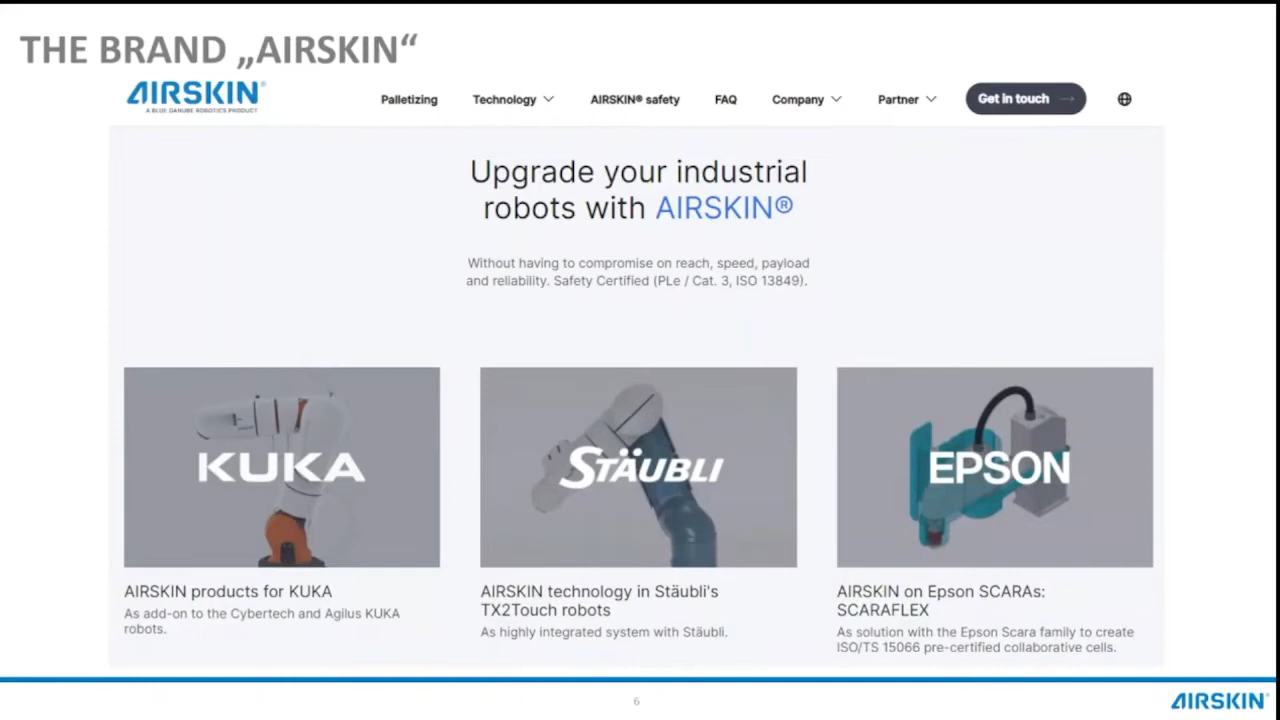 THE BRAND „AIRSKIN“
AIRSKIN®
A BLUE DANUBE ROBOTICS PRODUCT
Palletizing
Technology
AIRSKIN® safety
FAQ
Company
Partner
Get in touch
Upgrade your industrial
robots with AIRSKIN®
Without having to compromise on reach, speed, payload
and reliability. Safety Certified (PLe / Cat. 3, ISO 13849).
KUKA
STÄUBLI
EPSON
AIRSKIN products for KUKA
As add-on to the Cybertech and Agilus KUKA
robots.
AIRSKIN technology in Stäubli's
TX2Touch robots
As highly integrated system with Stäubli.
AIRSKIN on Epson SCARAs:
SCARAFLEX
As solution with the Epson Scara family to create
ISO/TS 15066 pre-certified collaborative cells.
6
AIRSKIN®